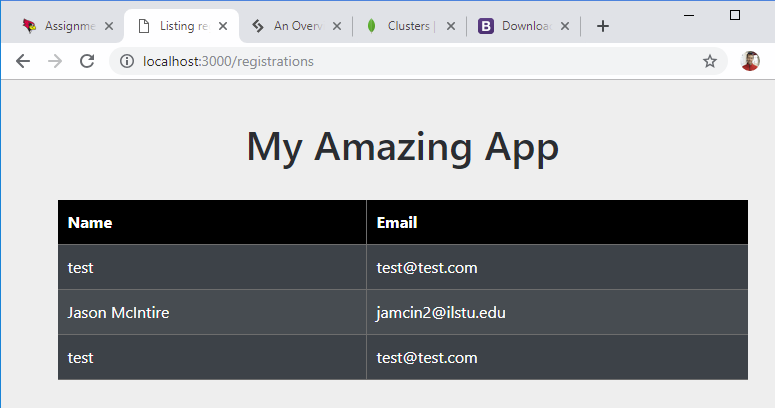 Assignme
Listing re
An Overv
Clusters |
Downloa
localhost:3000/registrations
My Amazing App
Name Email
test test@test.com
Jason McIntire jamcin2@ilstu.edu
test test@test.com